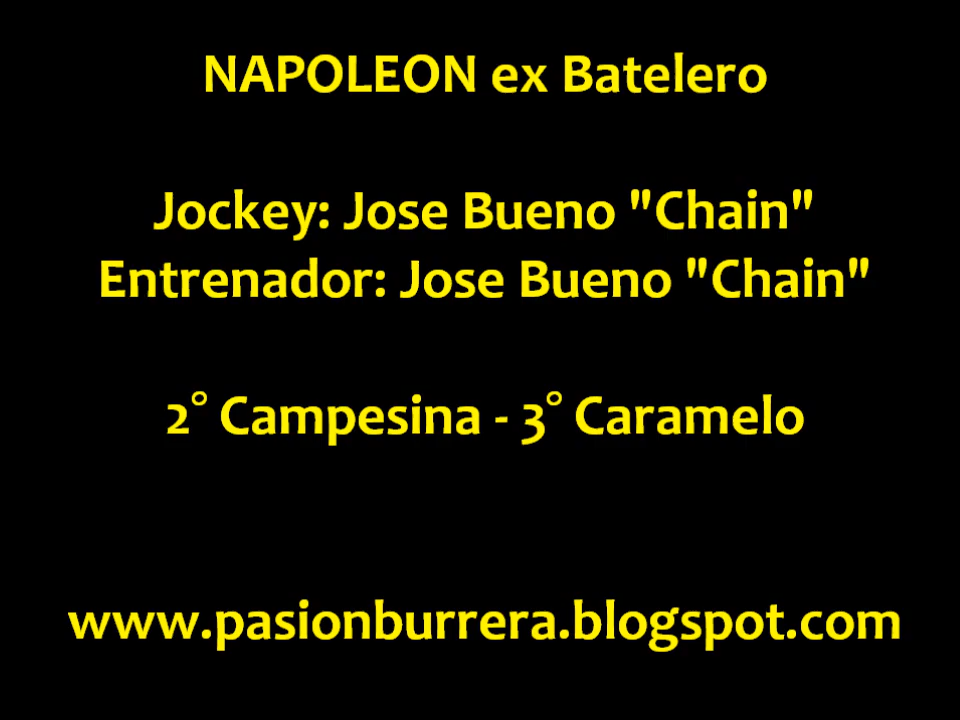 NAPOLEON ex Batelero
Jockey: Jose Bueno "Chain"
Entrenador: Jose Bueno "Chain"
2° Campesina - 3° Caramelo
www.pasionburrera.blogspot.com